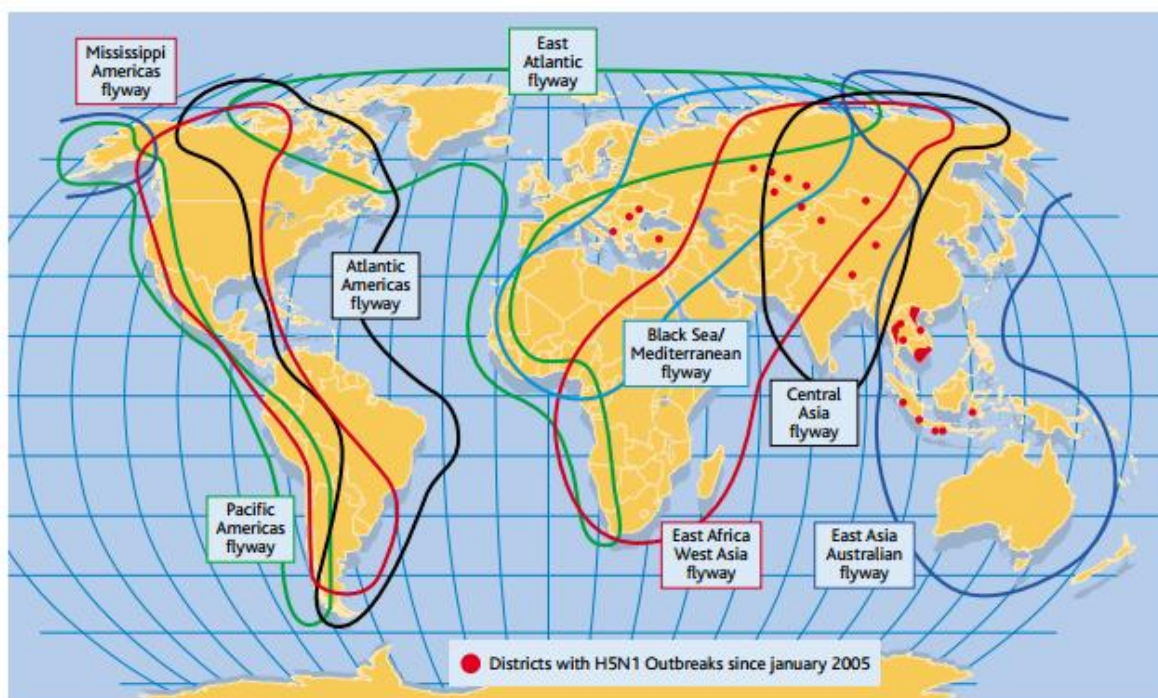 Mississippi
Americas
flyway
East
Atlantic
flyway
Atlantic
Americas
flyway
Black Sea/
Mediterranean
flyway
Central
Asia
flyway
Pacific
Americas
flyway
East Africa
West Asia
flyway
East Asia
Australian
flyway
Districts with H5N1 Outbreaks since january 2005